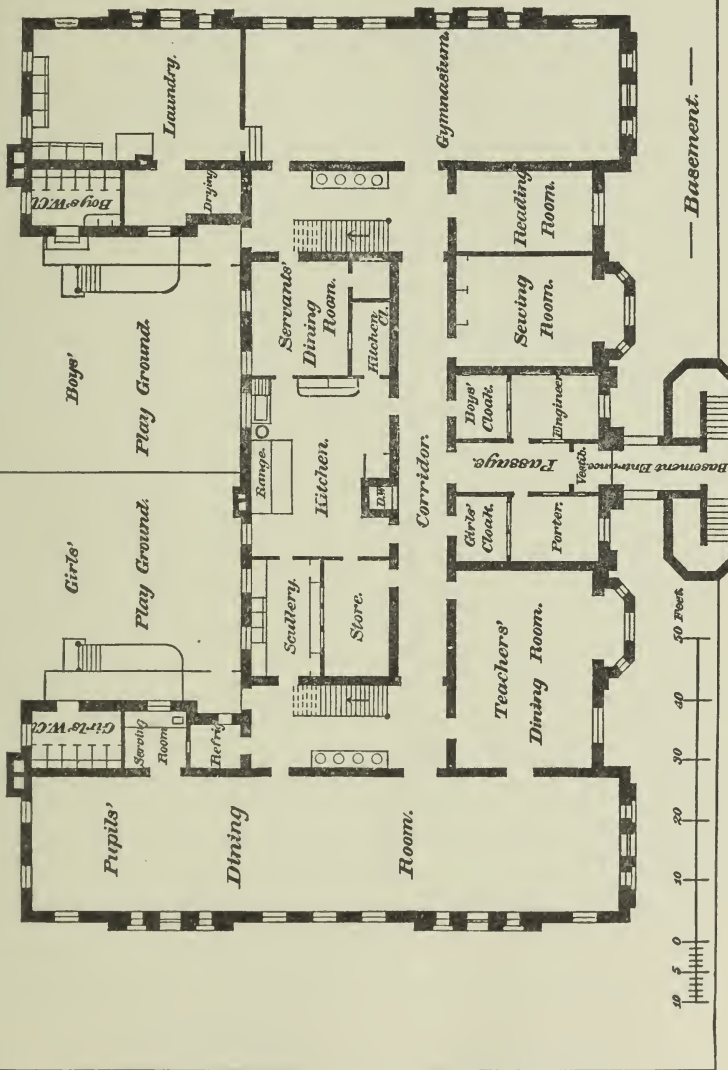 Laundry.
Gymnasium.
Boys' W.Cl.
Drying
Boys'
Play Ground.
Servants'
Dining
Room.
Kitchen
Cl.
Reading
Room.
Sewing
Room.
Range.
Kitchen.
D.W.
Corridor.
Boys'
Cloak.
Engineer
Passage.
Vestib.
Basement Entrance.
Girls'
Play Ground.
Scullery.
Store.
Girls'
Cloak.
Porter.
Teachers'
Dining Room.
Girls W.Cl.
Serving
Room
Refrig
Pupils'
Dining
Room.
10 5 0 10 20 30 40 50 Feet.
— Basement. —